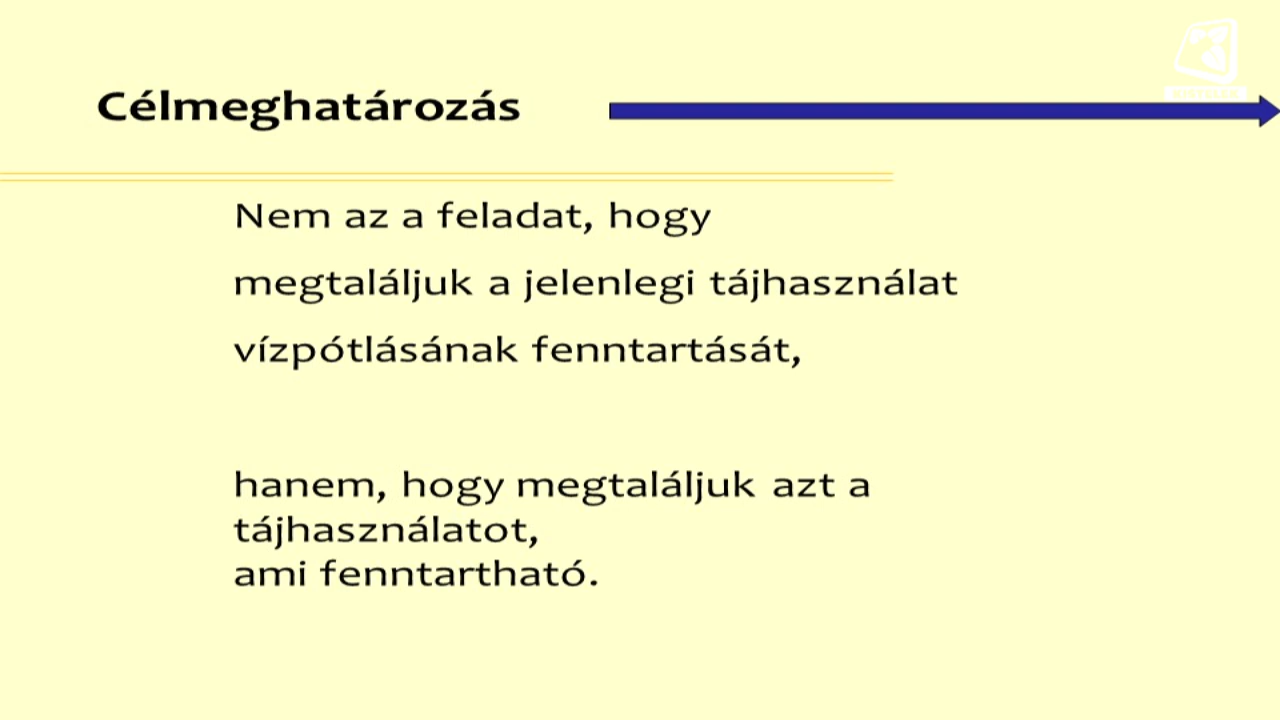 Célmeghatározás
Nem az a feladat, hogy
megtaláljuk a jelenlegi tájhasználat
vízpótlásának fenntartását,
hanem, hogy megtaláljuk azt a
tájhasználatot,
ami fenntartható.